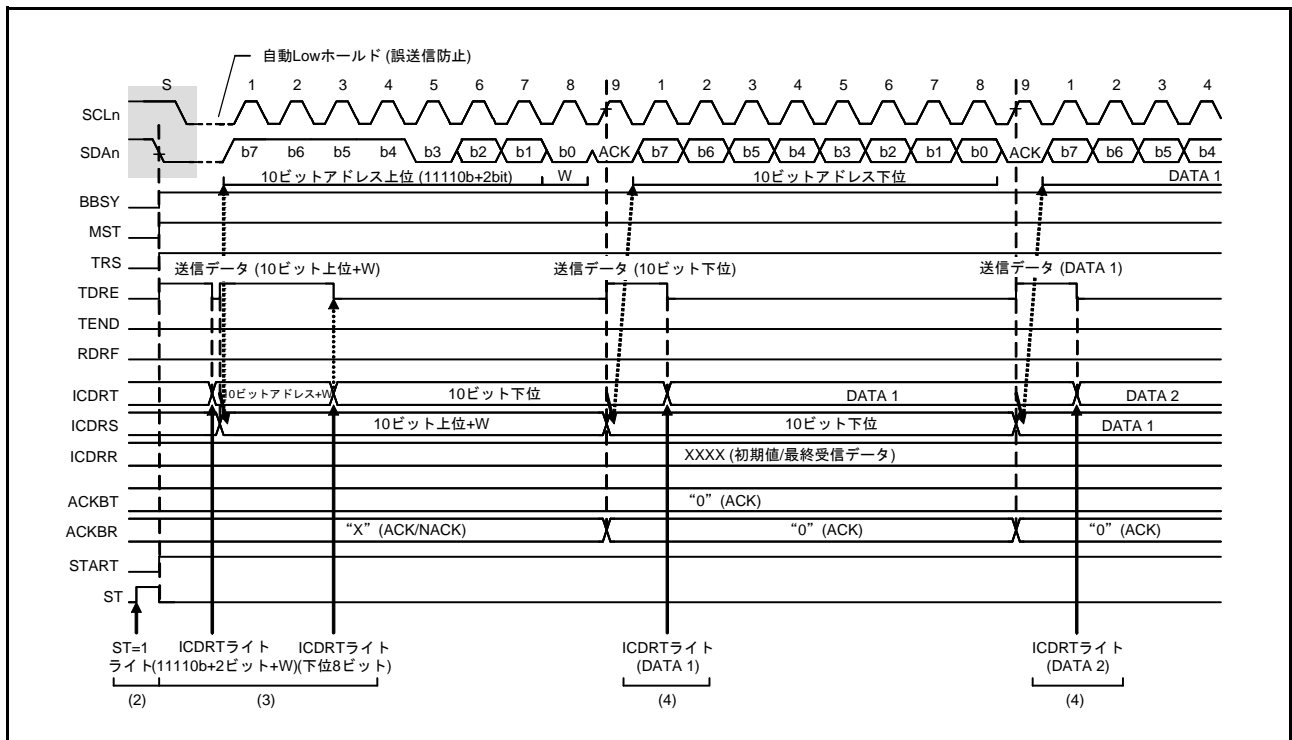 自動Lowホールド (誤送信防止)
S 1 2 3 4 5 6 7 8 9 1 2 3 4 5 6 7 8 9 1 2 3 4
SCLn
SDAn b7 b6 b5 b4 b3 b2 b1 b0 ACK b7 b6 b5 b4 b3 b2 b1 b0 ACK b7 b6 b5 b4
10ビットアドレス上位 (11110b+2bit) W 10ビットアドレス下位 DATA 1
BBSY
MST
TRS
送信データ (10ビット上位+W) 送信データ (10ビット下位) 送信データ (DATA 1)
TDRE
TEND
RDRF
ICDRT 10ビットアドレス+W 10ビット下位 DATA 1 DATA 2
ICDRS 10ビット上位+W 10ビット下位 DATA 1
ICDRR XXXX (初期値/最終受信データ)
ACKBT “0” (ACK)
ACKBR “X” (ACK/NACK) “0” (ACK) “0” (ACK)
START
ST
ST=1 ICDRTライト ICDRTライト ICDRTライト ICDRTライト
ライト(11110b+2ビット+W)(下位8ビット) (DATA 1) (DATA 2)
(2) (3) (4) (4)